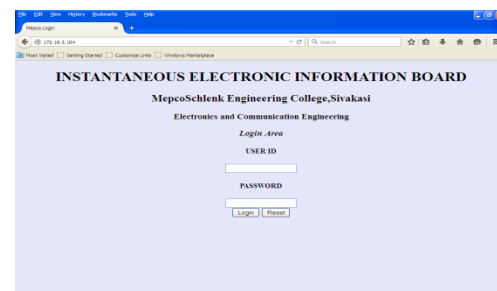 File Edit View History Bookmarks Tools Help
Mepco Login
172.16.3.104
Search
Most Visited Getting Started Customize Links Windows Marketplace
INSTANTANEOUS ELECTRONIC INFORMATION BOARD
MepcoSchlenk Engineering College,Sivakasi
Electronics and Communication Engineering
Login Area
USER ID
PASSWORD
Login Reset